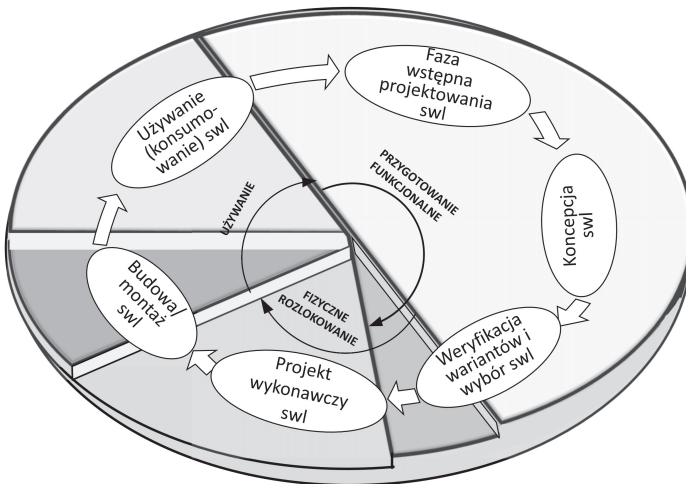 Faza
wstępna
projektowania
swl
Koncepcja
swl
Weryfikacja
wariantów i
wybór swl
Projekt
wykonawczy
swl
Budowa/
montaż
swl
Używanie
(konsumo-
wanie) swl
PRZYGOTOWANIE
FUNKCJONALNE
FIZYCZNE
ROZLOKOWANIE
UŻYWANIE